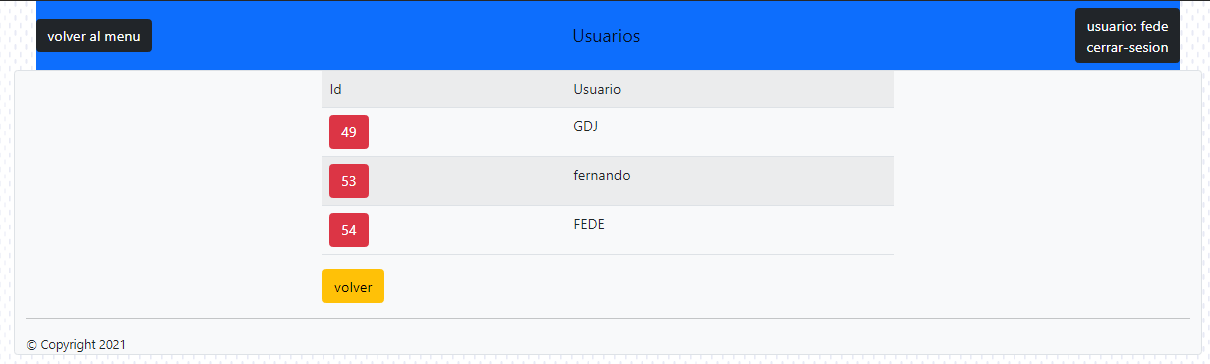 volver al menu
Usuarios
usuario: fede
cerrar-sesion
Id Usuario
49 GDJ
53 fernando
54 FEDE
volver
© Copyright 2021